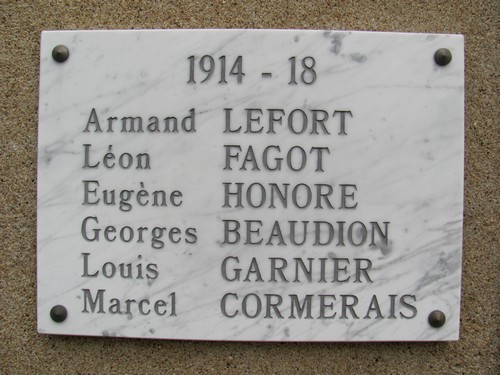 1914 - 18
Armand LEFORT
Léon FAGOT
Eugène HONORE
Georges BEAUDION
Louis GARNIER
Marcel CORMERAIS